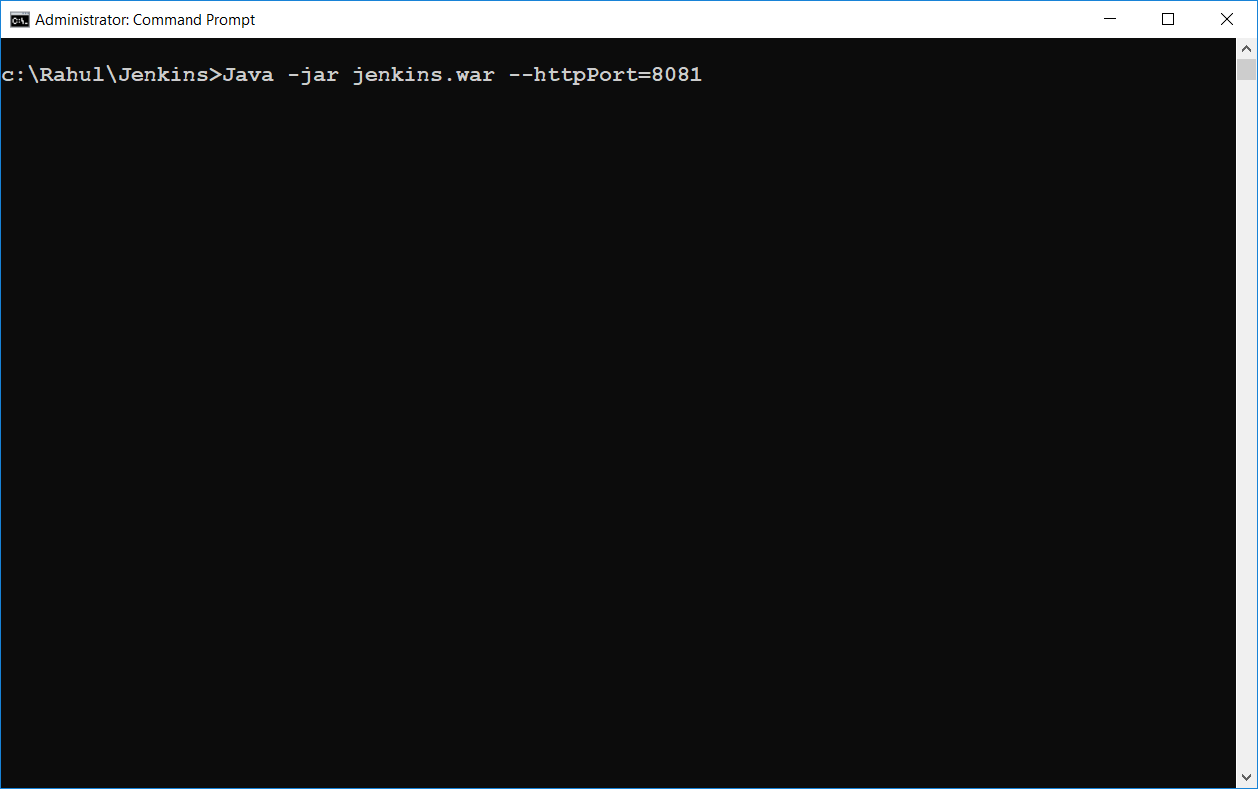 Administrator: Command Prompt
c:\Rahul\Jenkins>Java -jar jenkins.war --httpPort=8081